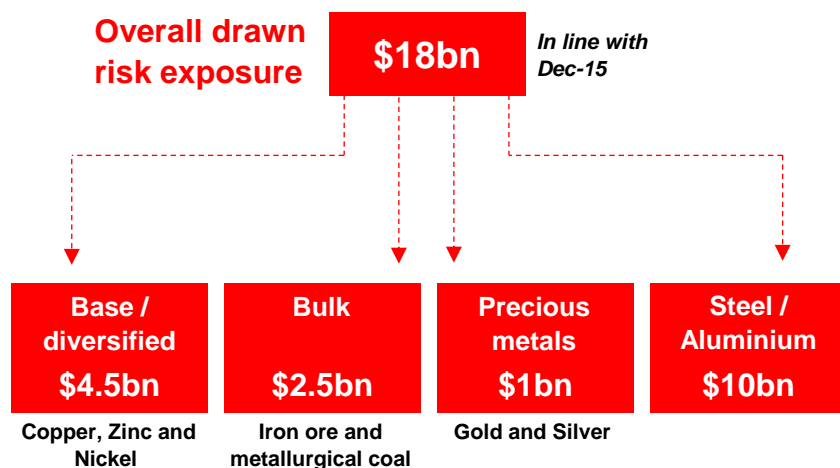 Overall drawn
risk exposure
$18bn
In line with
Dec-15
Base /
diversified
$4.5bn
Copper, Zinc and
Nickel
Bulk
$2.5bn
Iron ore and
metallurgical coal
Precious
metals
$1bn
Gold and Silver
Steel /
Aluminium
$10bn